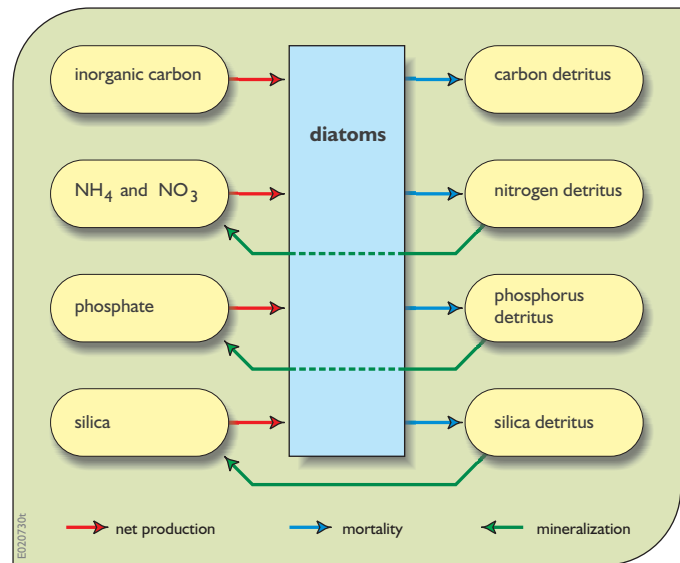 inorganic carbon
carbon detritus
diatoms
NH₄ and NO₃
nitrogen detritus
phosphate
phosphorus
detritus
silica
silica detritus
net production
mortality
mineralization
E020730t